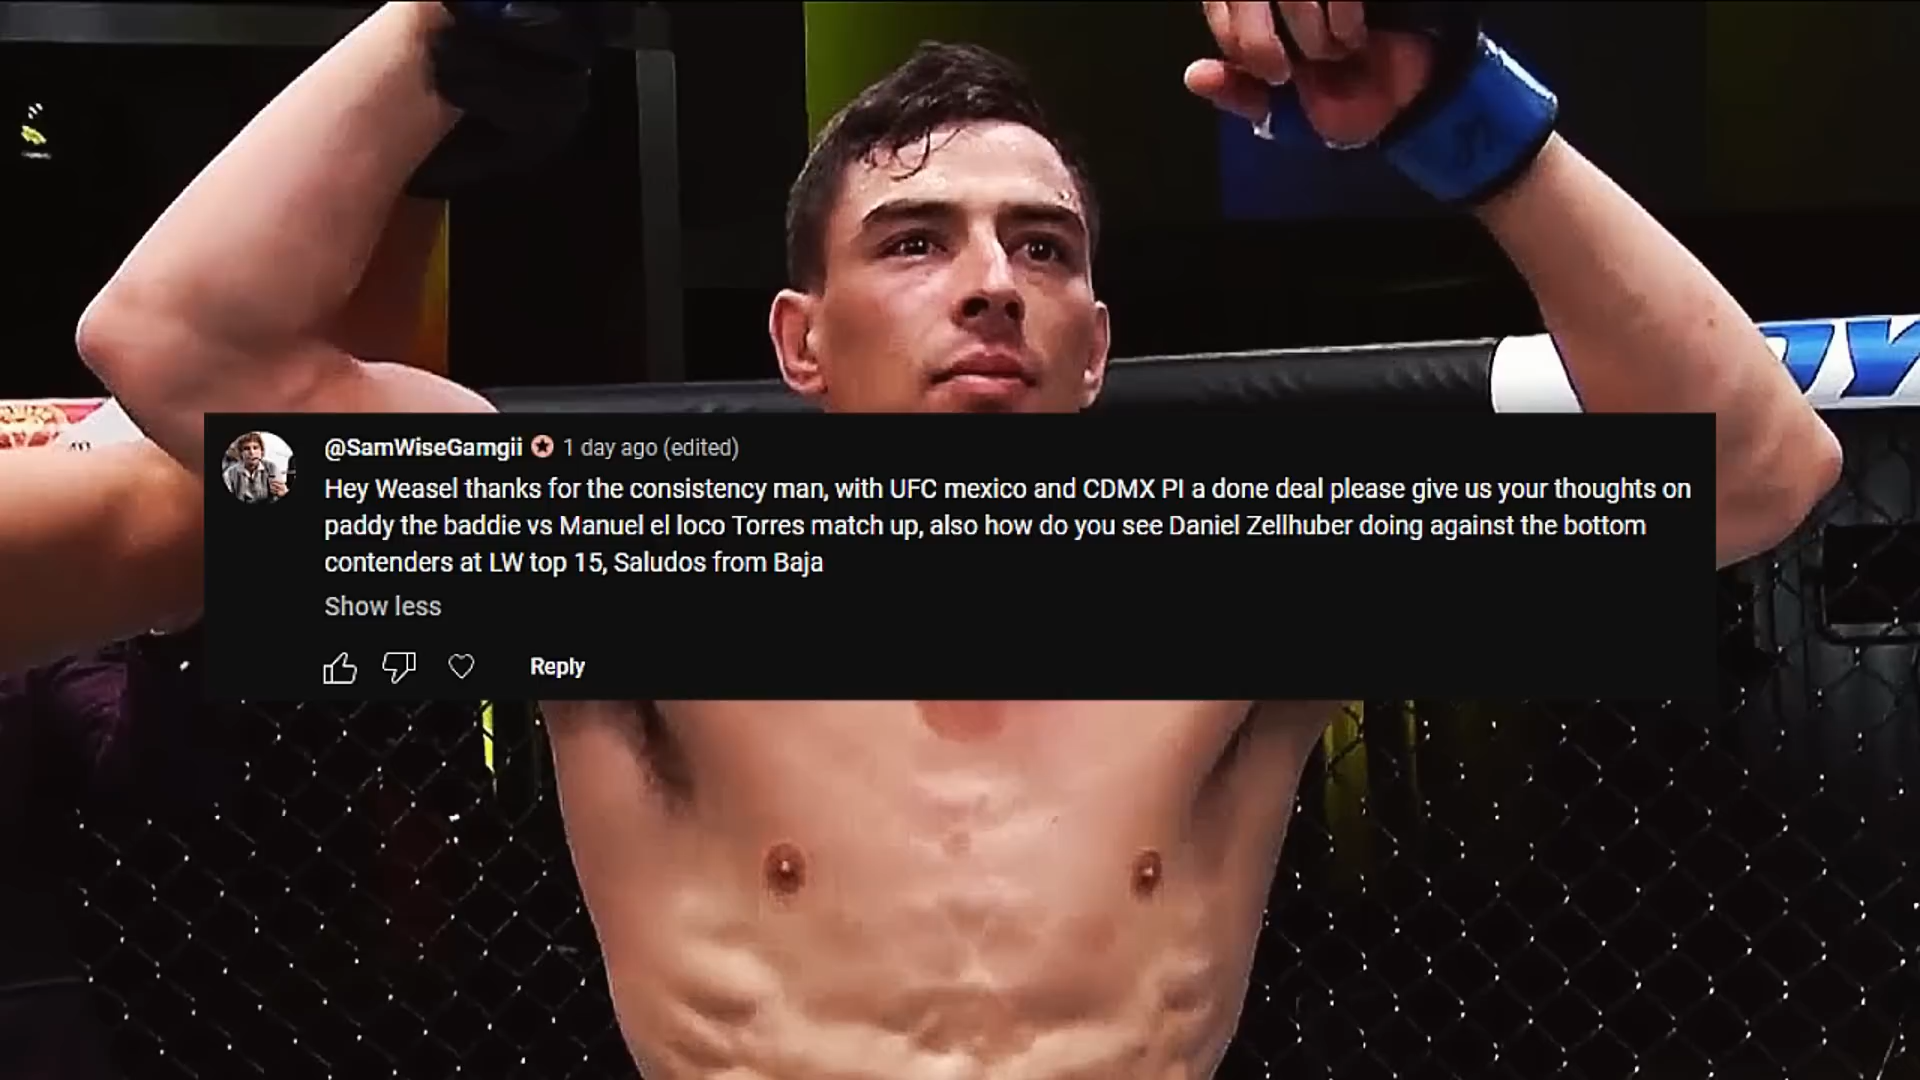 @SamWiseGamgii 1 day ago (edited)
Hey Weasel thanks for the consistency man, with UFC mexico and CDMX PI a done deal please give us your thoughts on
paddy the baddie vs Manuel el loco Torres match up, also how do you see Daniel Zellhuber doing against the bottom
contenders at LW top 15, Saludos from Baja
Show less
Reply